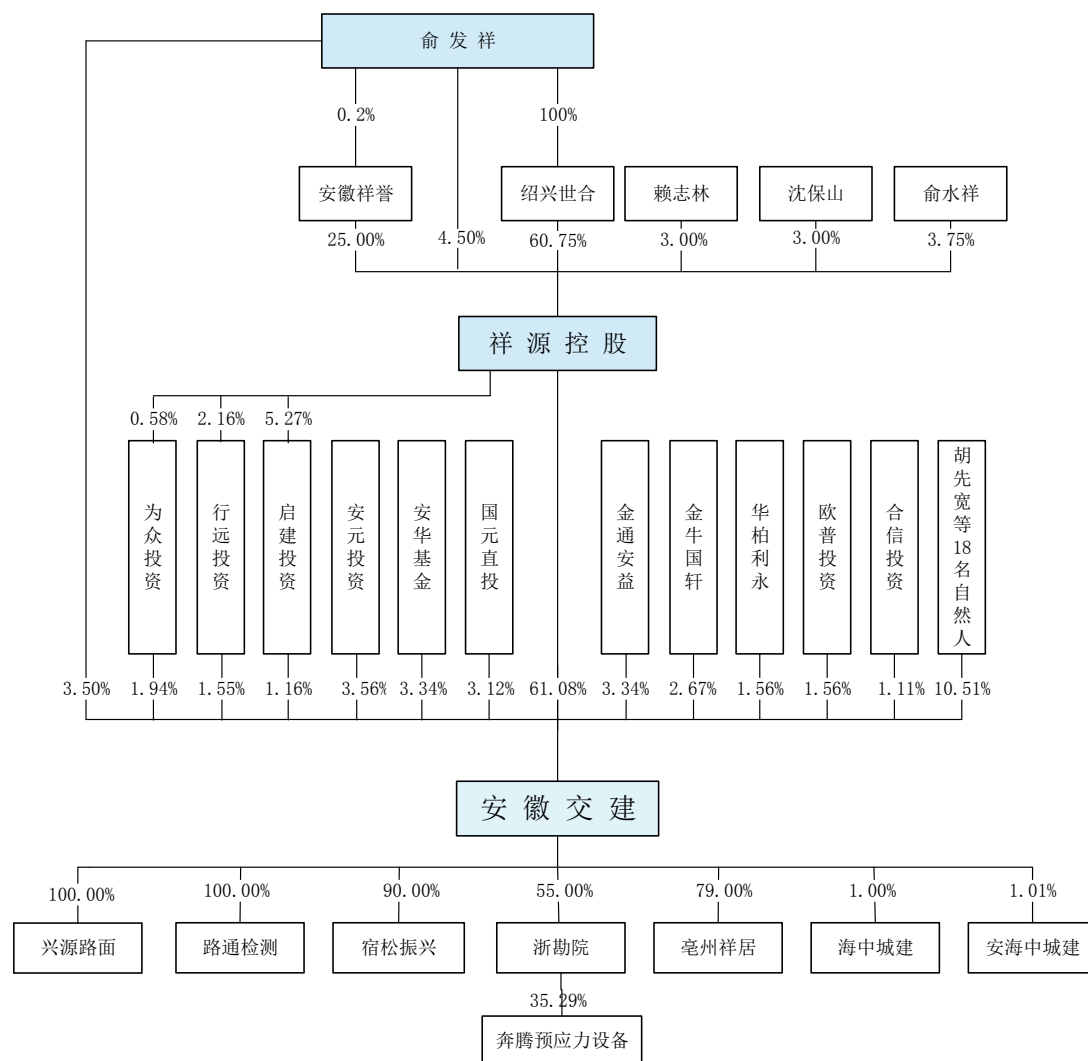 俞发祥
0.2%
100%
安徽祥誉
绍兴世合
赖志林
沈保山
俞水祥
25.00%
4.50%
60.75%
3.00%
3.00%
3.75%
祥源控股
0.58%
2.16%
5.27%
为众投资
行远投资
启建投资
安元投资
安华基金
国元直投
金通安益
金牛国轩
华柏利永
欧普投资
合信投资
胡先宽等18名自然人
3.50%
1.94%
1.55%
1.16%
3.56%
3.34%
3.12%
61.08%
3.34%
2.67%
1.56%
1.56%
1.11%
10.51%
安徽交建
100.00%
100.00%
90.00%
55.00%
79.00%
1.00%
1.01%
兴源路面
路通检测
宿松振兴
浙勘院
亳州祥居
海中城建
安海中城建
35.29%
奔腾预应力设备